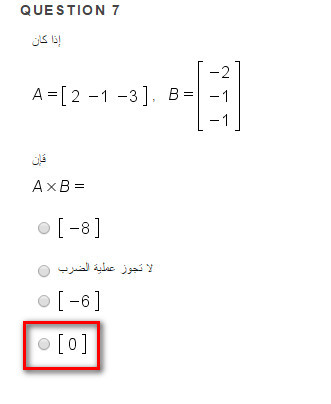 QUESTION 7
إذا كان
A = [ 2 −1 −3 ], B = [ −2 −1 −1 ]
فإن
A × B =
[ −8 ]
لا تجوز عملية الضرب
[ −6 ]
[ 0 ]